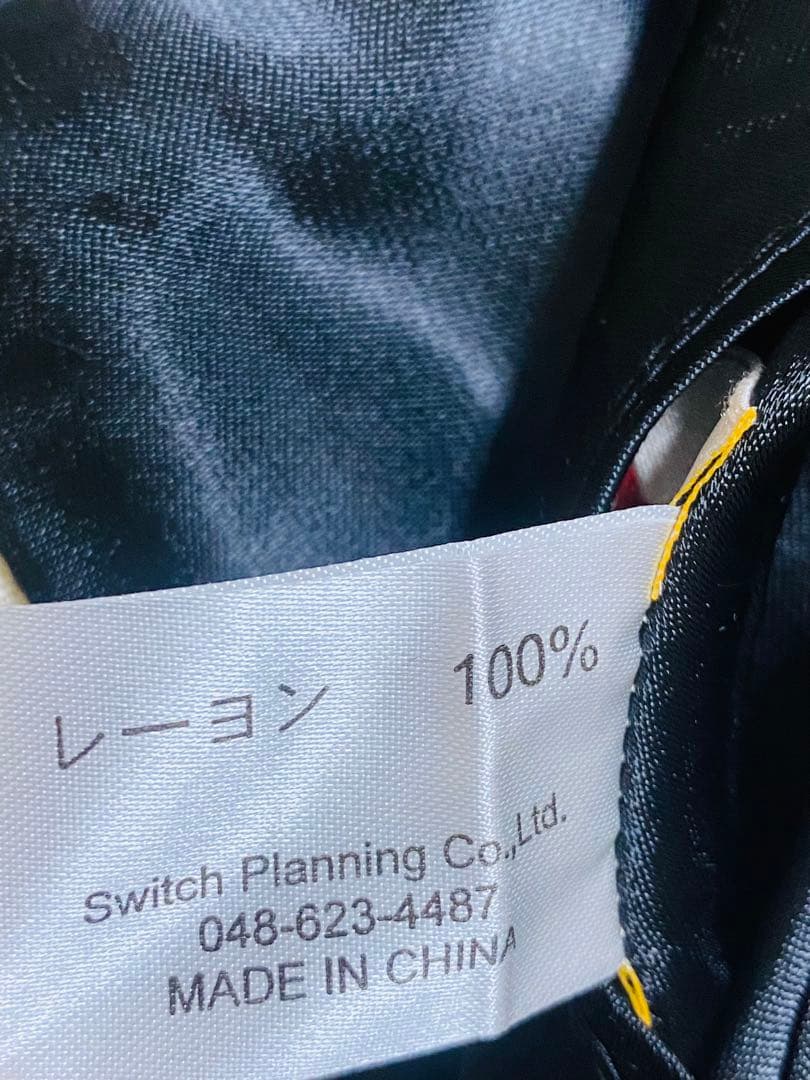 レーヨン 100%
Switch Planning Co.,Ltd.
048-623-4487
MADE IN CHINA